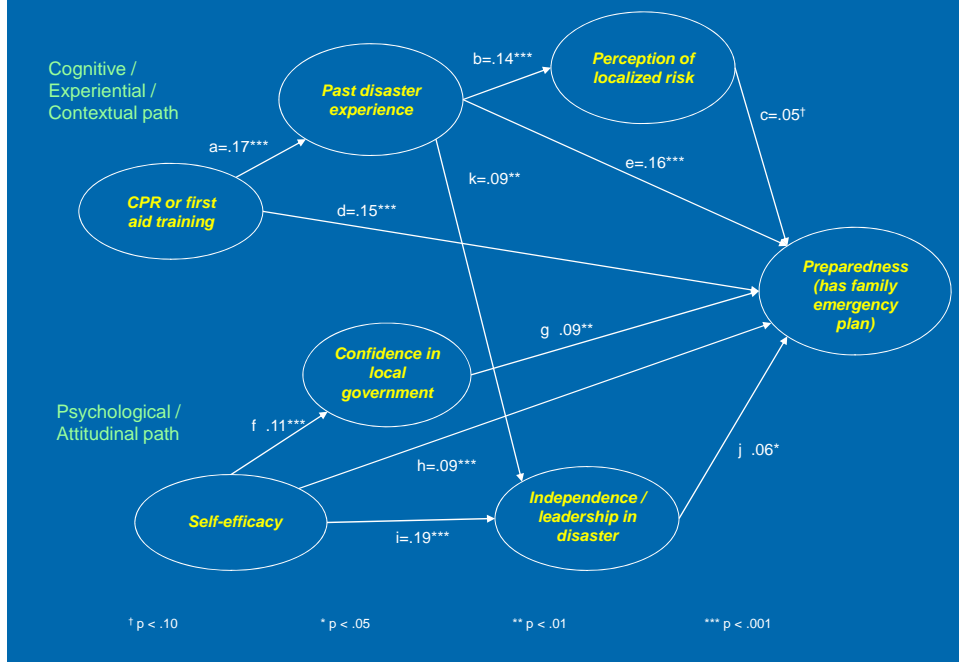 Cognitive /
Experiential /
Contextual path
Past disaster
experience
b=.14***
Perception of
localized risk
c=.05†
a=.17***
e=.16***
k=.09**
CPR or first
aid training
d=.15***
Preparedness
(has family
emergency
plan)
g .09**
Confidence in
local
government
Psychological /
Attitudinal path
f .11***
h=.09***
j .06*
Self-efficacy
i=.19***
Independence /
leadership in
disaster
† p < .10
* p < .05
** p < .01
*** p < .001